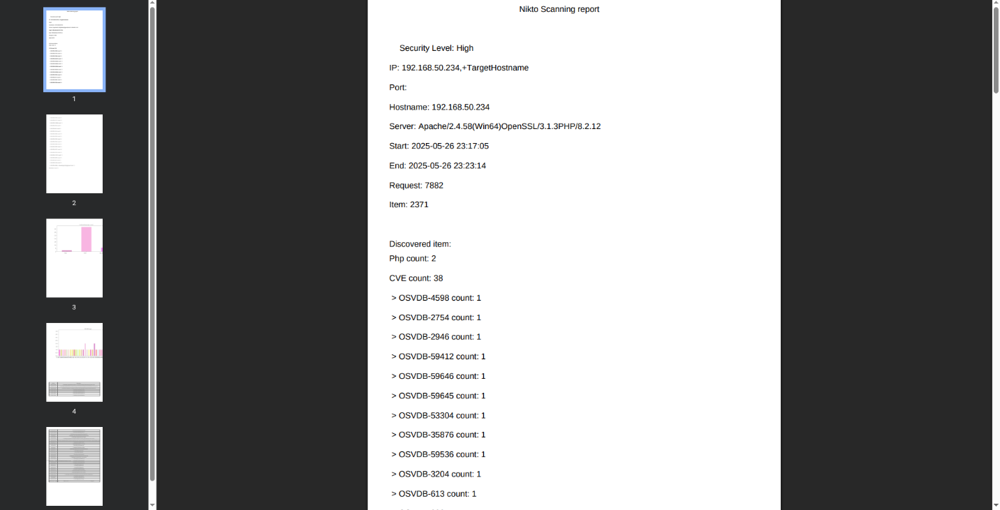 Nikto Scanning report
Security Level: High
IP: 192.168.50.234,+TargetHostname
Port:
Hostname: 192.168.50.234
Server: Apache/2.4.58(Win64)OpenSSL/3.1.3PHP/8.2.12
Start: 2025-05-26 23:17:05
End: 2025-05-26 23:23:14
Request: 7882
Item: 2371
Discovered item:
Php count: 2
CVE count: 38
> OSVDB-4598 count: 1
> OSVDB-2754 count: 1
> OSVDB-2946 count: 1
> OSVDB-59412 count: 1
> OSVDB-59646 count: 1
> OSVDB-59645 count: 1
> OSVDB-53304 count: 1
> OSVDB-35876 count: 1
> OSVDB-59536 count: 1
> OSVDB-3204 count: 1
> OSVDB-613 count: 1
1
2
3
4